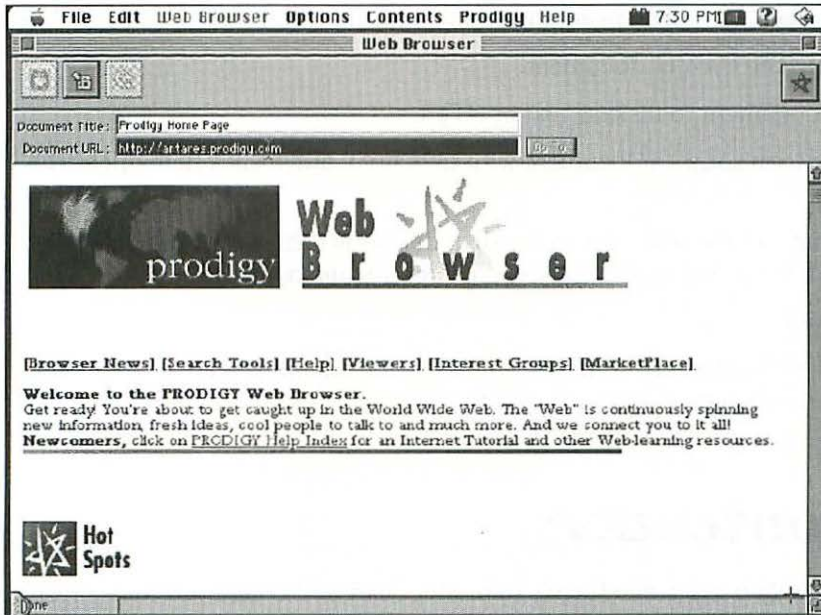 File Edit Web Browser Options Contents Prodigy Help 7:30 PM
Web Browser
Document Title: Prodigy Home Page
Document URL: http://antares.prodigy.com Go To
prodigy
Web
Browser
[Browser News] [Search Tools] [Help] [Viewers] [Interest Groups] [MarketPlace]
Welcome to the PRODIGY Web Browser.
Get ready! You're about to get caught up in the World Wide Web. The "Web" is continuously spinning
new information, fresh ideas, cool people to talk to and much more. And we connect you to it all!
Newcomers, click on PRODIGY Help Index for an Internet Tutorial and other Web-learning resources.
Hot
Spots
Done